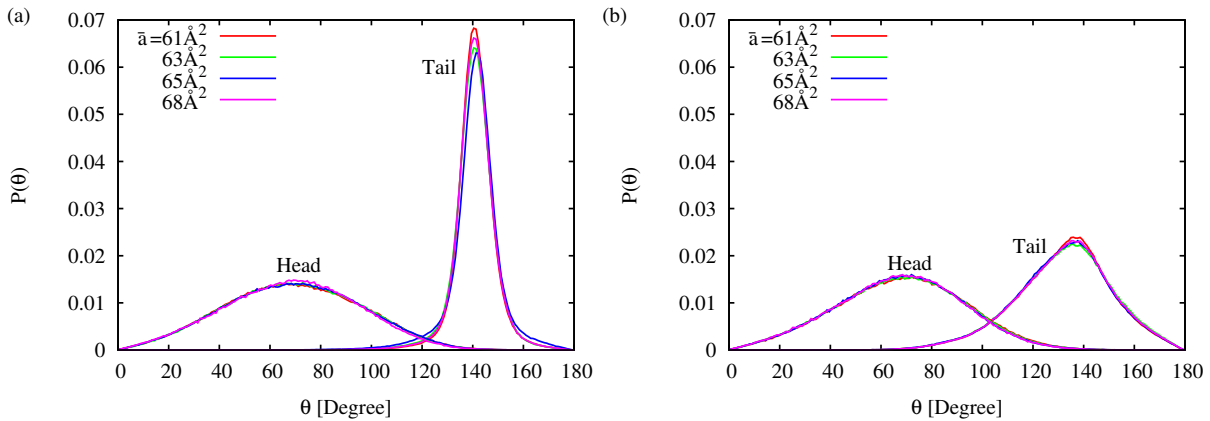 (a)
P(θ)
0.07
0.06
0.05
0.04
0.03
0.02
0.01
0
ā=61Å²
63Å²
65Å²
68Å²
Tail
Head
0 20 40 60 80 100 120 140 160 180
θ [Degree]
(b)
P(θ)
0.07
0.06
0.05
0.04
0.03
0.02
0.01
0
ā=61Å²
63Å²
65Å²
68Å²
Tail
Head
0 20 40 60 80 100 120 140 160 180
θ [Degree]